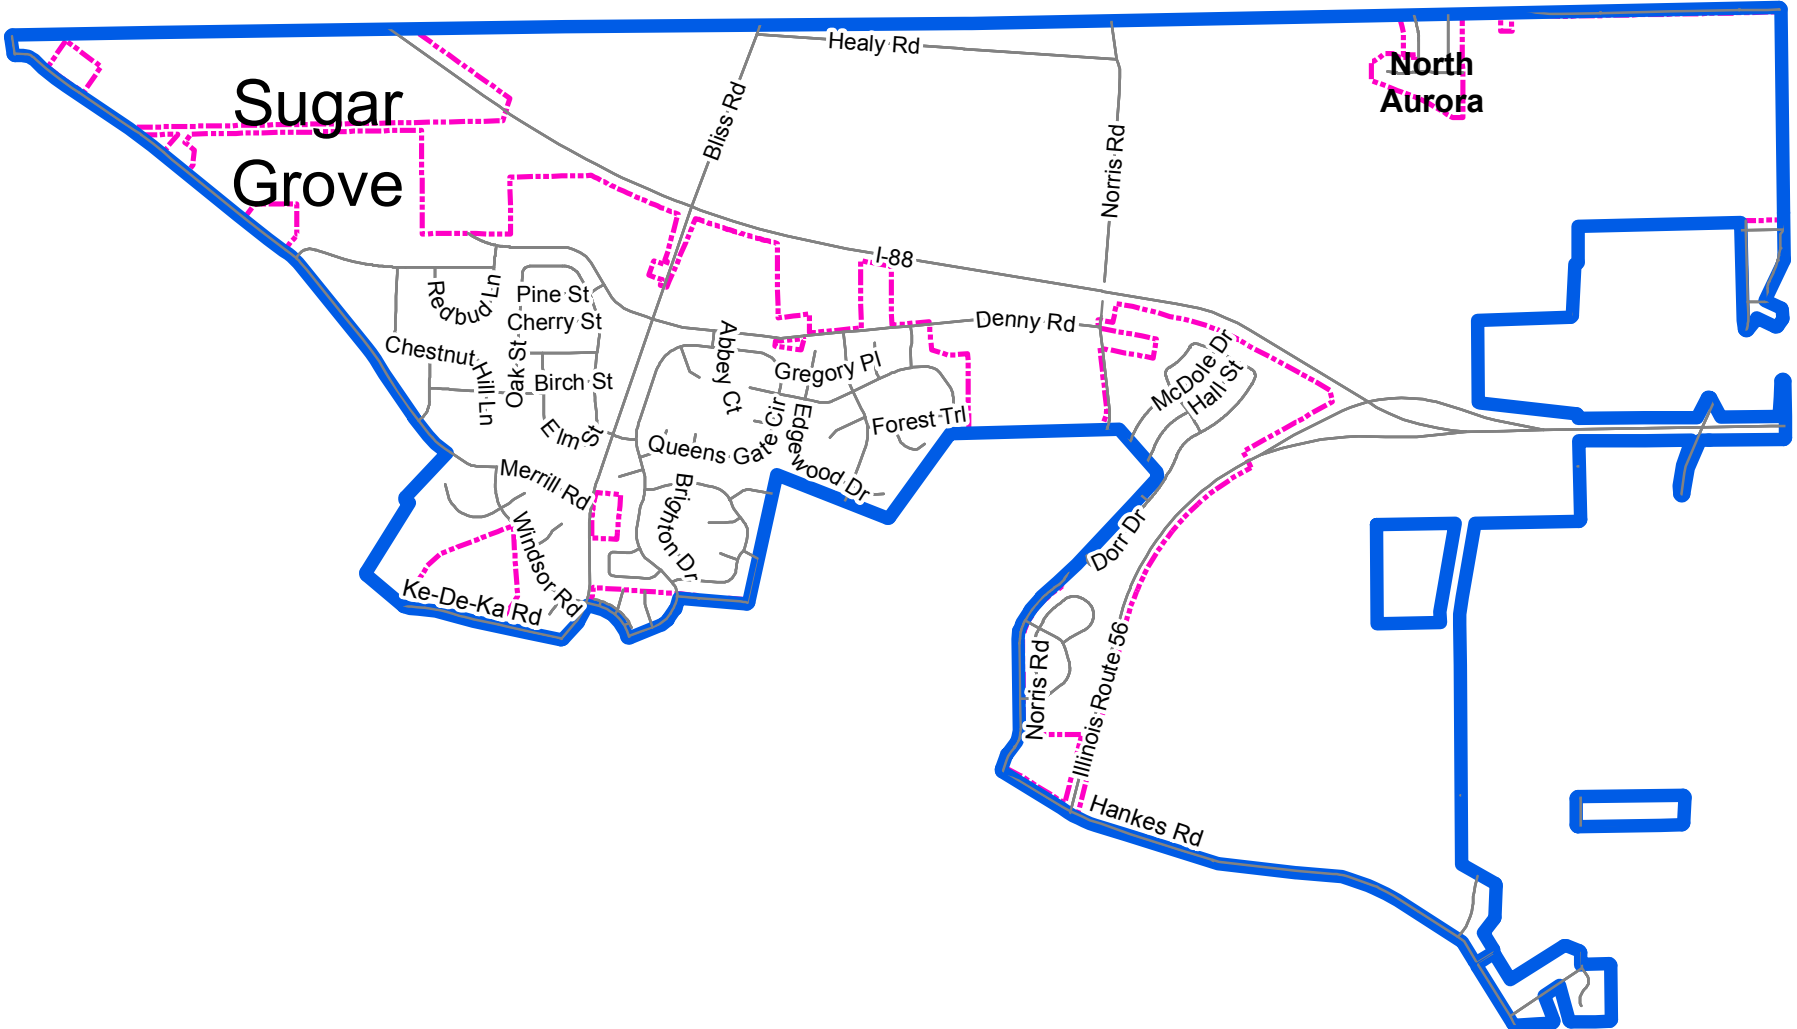 Healy Rd
North
Aurora
Sugar
Grove
Bliss Rd
Norris Rd
I-88
Redbud Ln
Pine St
Cherry St
Denny Rd
Abbey Ct
Chestnut Hill Ln
Oak St
Birch St
Gregory Pl
McDole Dr
Hall St
Elm St
Queens Gate Cir
Edgewood Dr
Forest Trl
Merrill Rd
Brighton Dr
Windsor Rd
Dorr Dr
Ke-De-Ka Rd
Norris Rd
Illinois Route 56
Hankes Rd